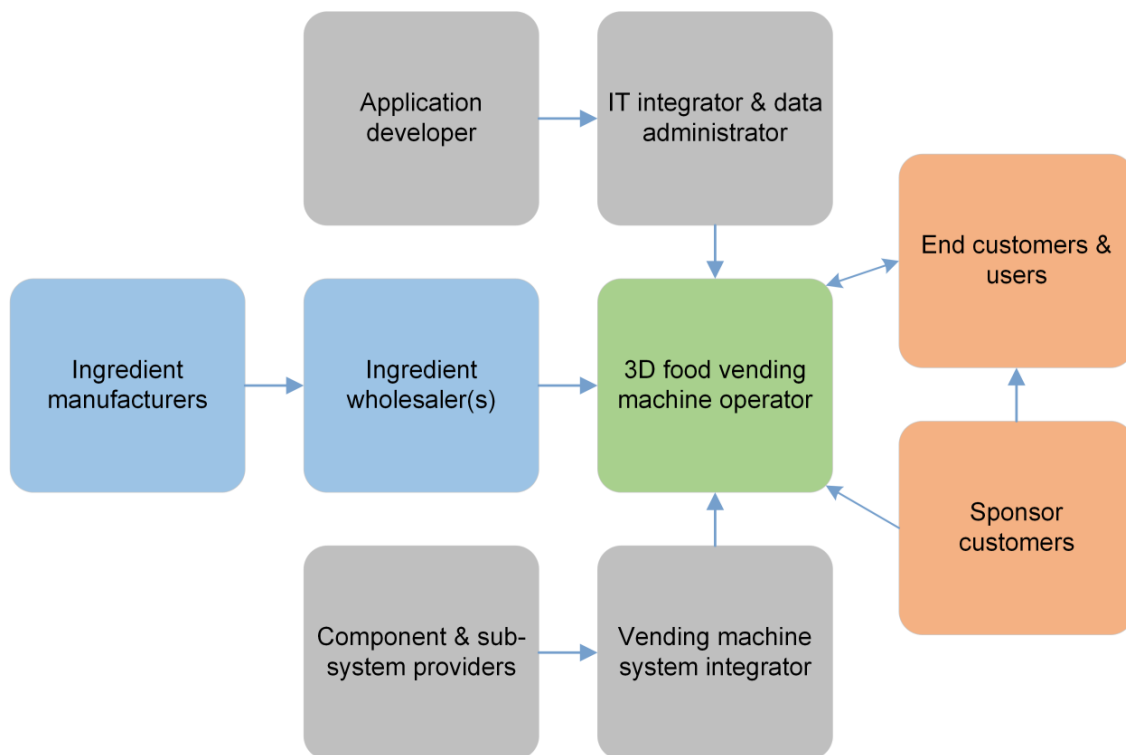 Application
developer
IT integrator & data
administrator
End customers &
users
Ingredient
manufacturers
Ingredient
wholesaler(s)
3D food vending
machine operator
Sponsor
customers
Component & sub-
system providers
Vending machine
system integrator